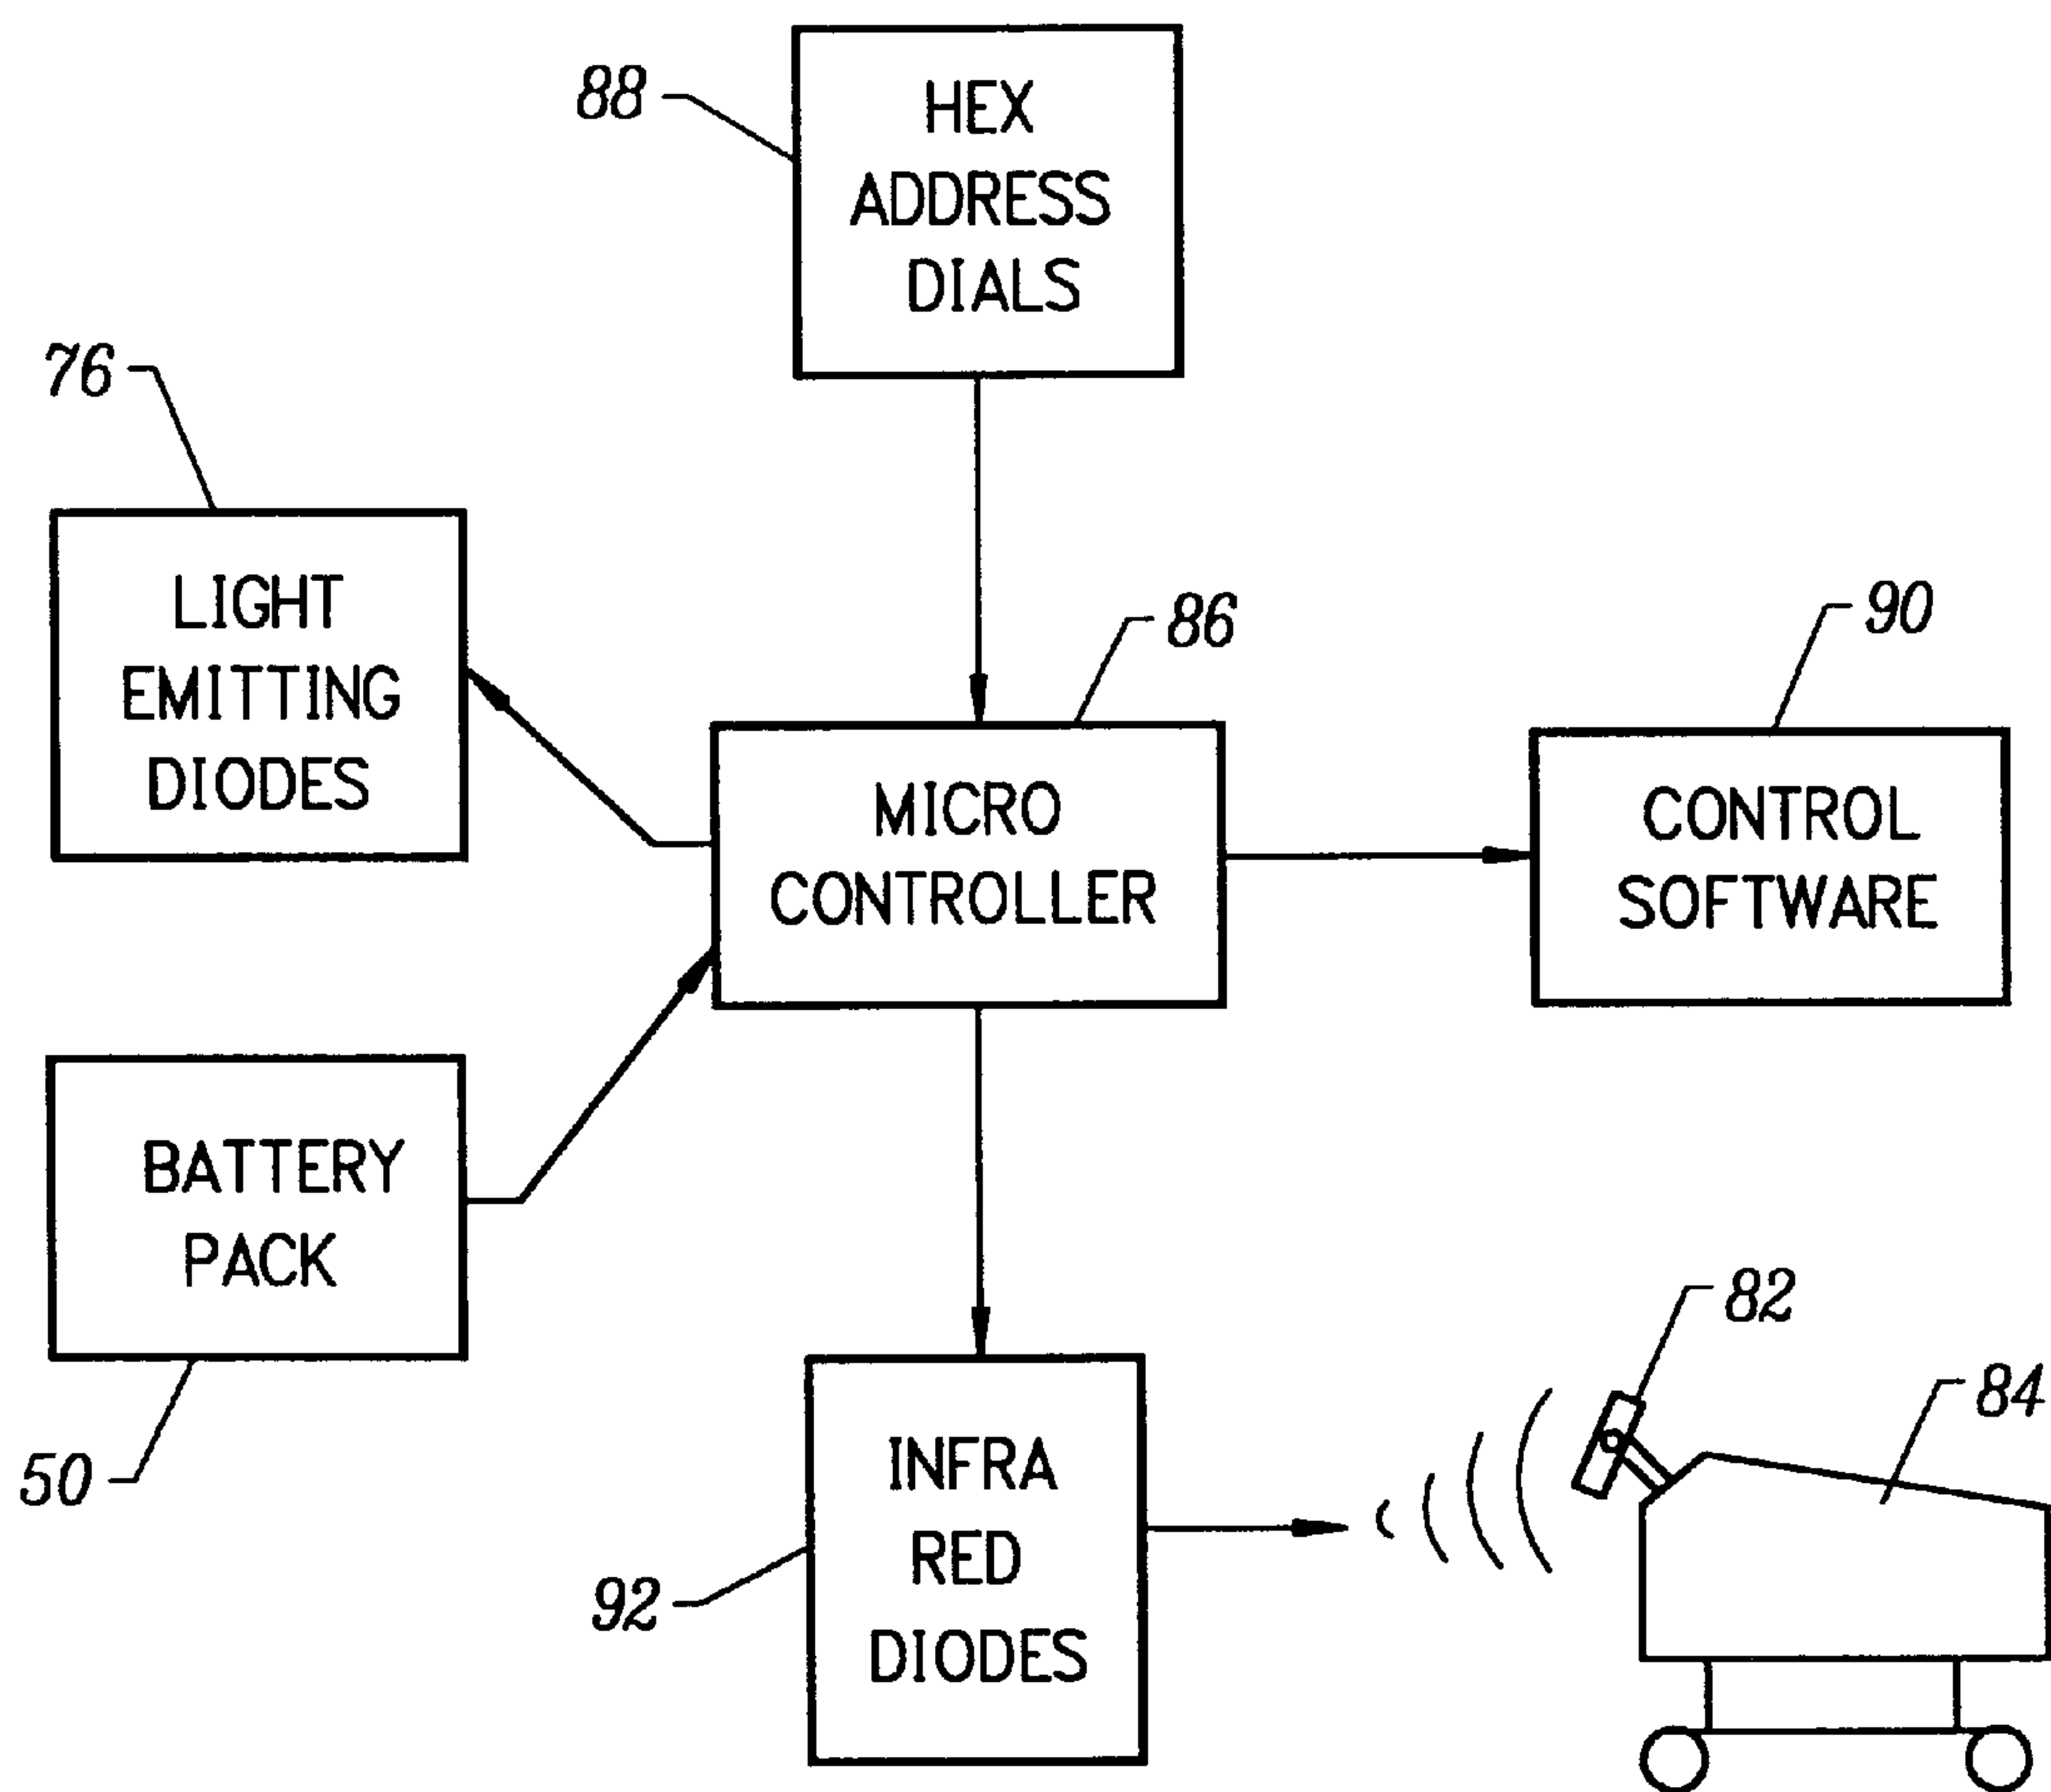 88
HEX
ADDRESS
DIALS
76
LIGHT
EMITTING
DIODES
86
MICRO
CONTROLLER
90
CONTROL
SOFTWARE
BATTERY
PACK
50
INFRA
RED
DIODES
92
82
84